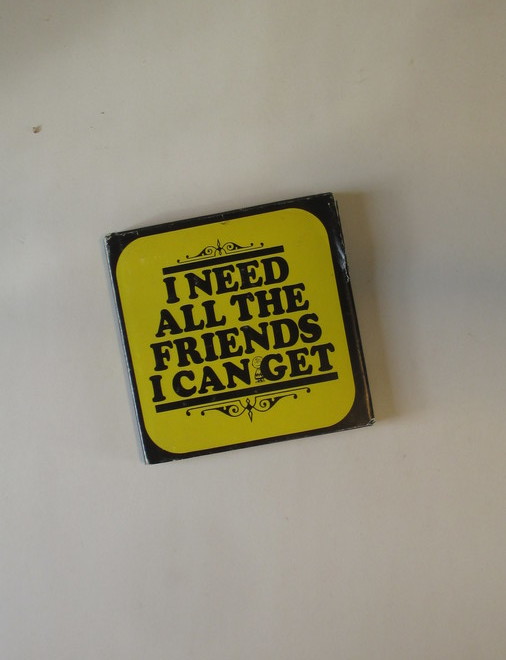 I NEED
ALL THE
FRIENDS
I CAN GET